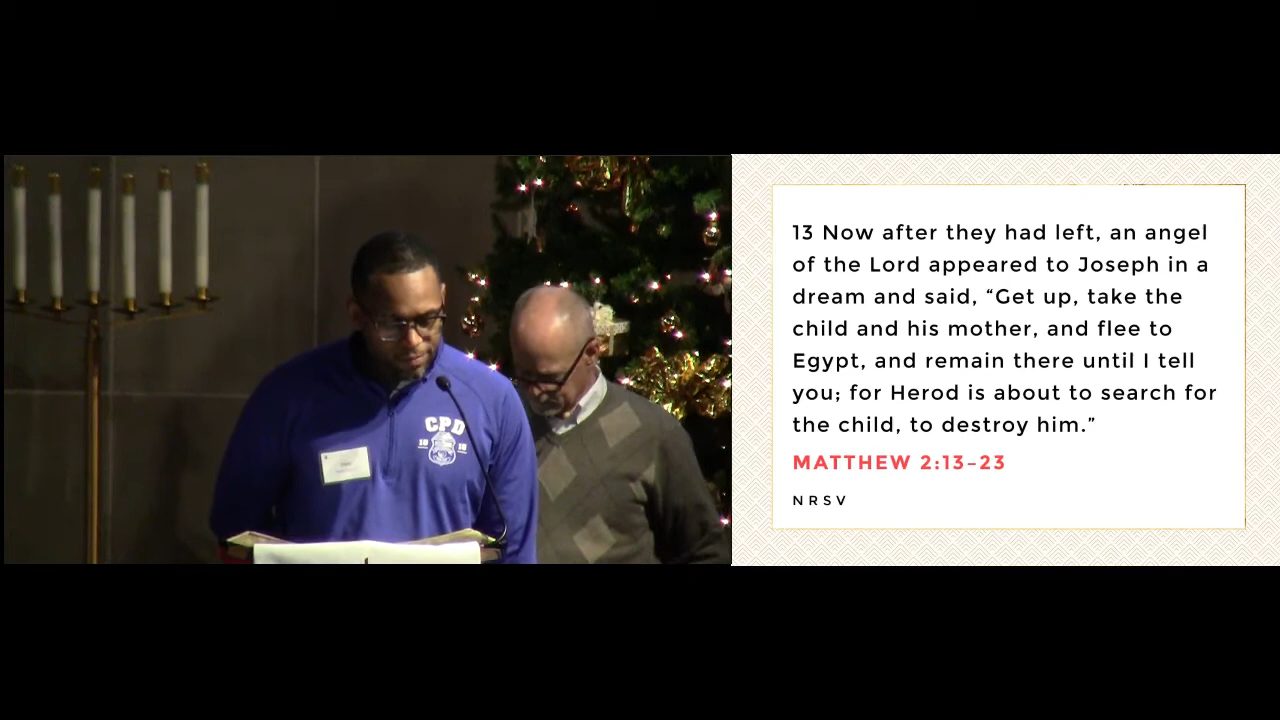 CPD
13 Now after they had left, an angel
of the Lord appeared to Joseph in a
dream and said, “Get up, take the
child and his mother, and flee to
Egypt, and remain there until I tell
you; for Herod is about to search for
the child, to destroy him.”
MATTHEW 2:13–23
NRSV